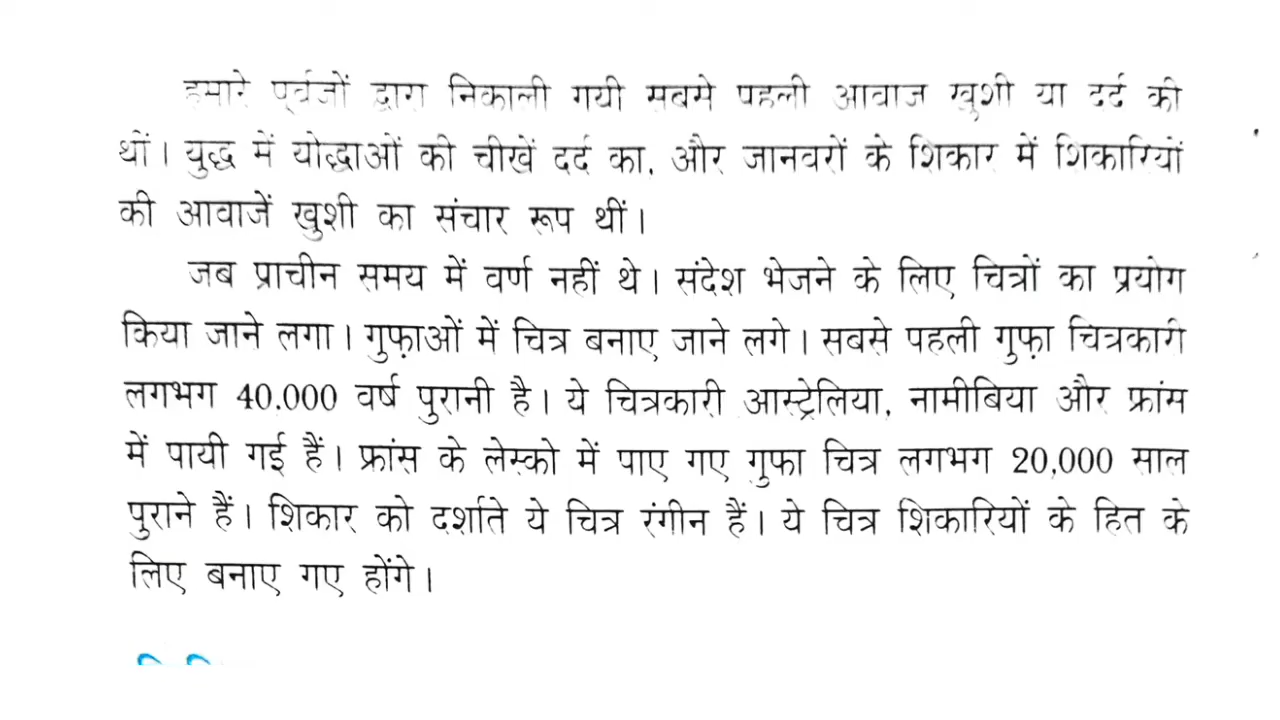 हमारे पूर्वजों द्वारा निकाली गयी सबसे पहली आवाज खुशी या दर्द की
थीं। युद्ध में योद्धाओं की चीखें दर्द का, और जानवरों के शिकार में शिकारियों
की आवाजें खुशी का संचार रूप थीं।
जब प्राचीन समय में वर्ण नहीं थे। संदेश भेजने के लिए चित्रों का प्रयोग
किया जाने लगा। गुफ़ाओं में चित्र बनाए जाने लगे। सबसे पहली गुफ़ा चित्रकारी
लगभग 40.000 वर्ष पुरानी है। ये चित्रकारी आस्ट्रेलिया, नामीबिया और फ्रांस
में पायी गई हैं। फ्रांस के लेस्को में पाए गए गुफा चित्र लगभग 20,000 साल
पुराने हैं। शिकार को दर्शाते ये चित्र रंगीन हैं। ये चित्र शिकारियों के हित के
लिए बनाए गए होंगे।